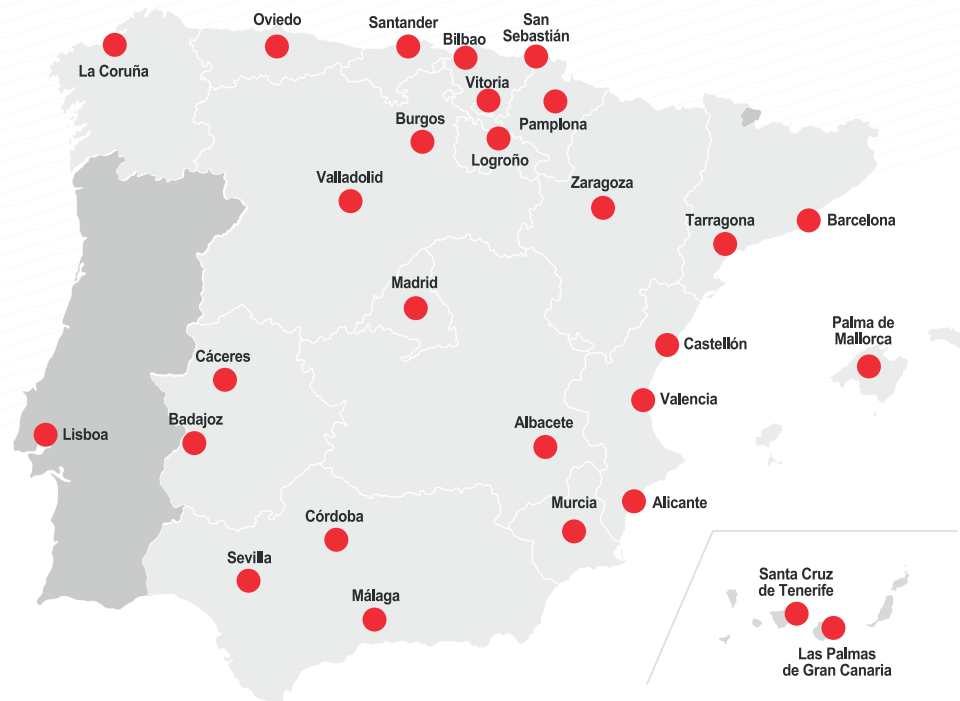 Oviedo
Santander
San
Sebastián
Bilbao
La Coruña
Vitoria
Burgos
Pamplona
Logroño
Valladolid
Zaragoza
Tarragona
Barcelona
Madrid
Palma de
Mallorca
Castellón
Cáceres
Valencia
Badajoz
Albacete
Lisboa
Murcia
Alicante
Córdoba
Sevilla
Málaga
Santa Cruz
de Tenerife
Las Palmas
de Gran Canaria